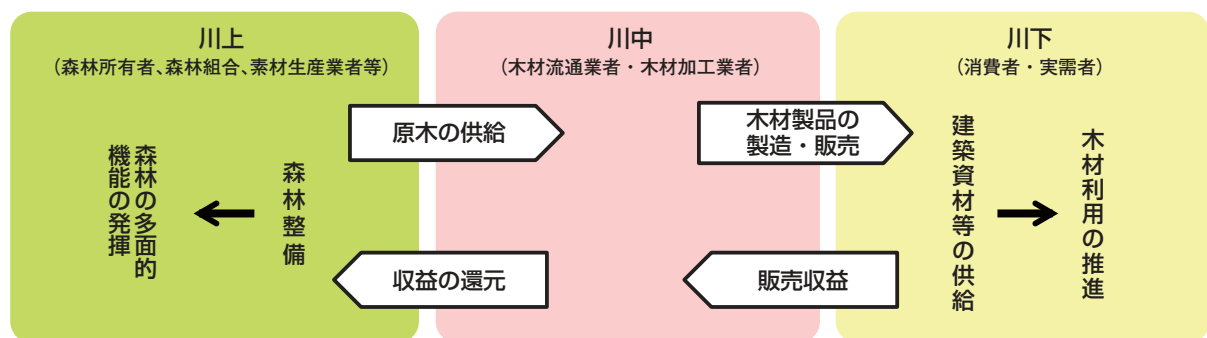 川上
（森林所有者、森林組合、素材生産業者等）
原木の供給
森林整備
森林の多面的
機能の発揮
収益の還元
川中
（木材流通業者・木材加工業者）
木材製品の
製造・販売
販売収益
川下
（消費者・実需者）
建築資材等の供給
木材利用の推進